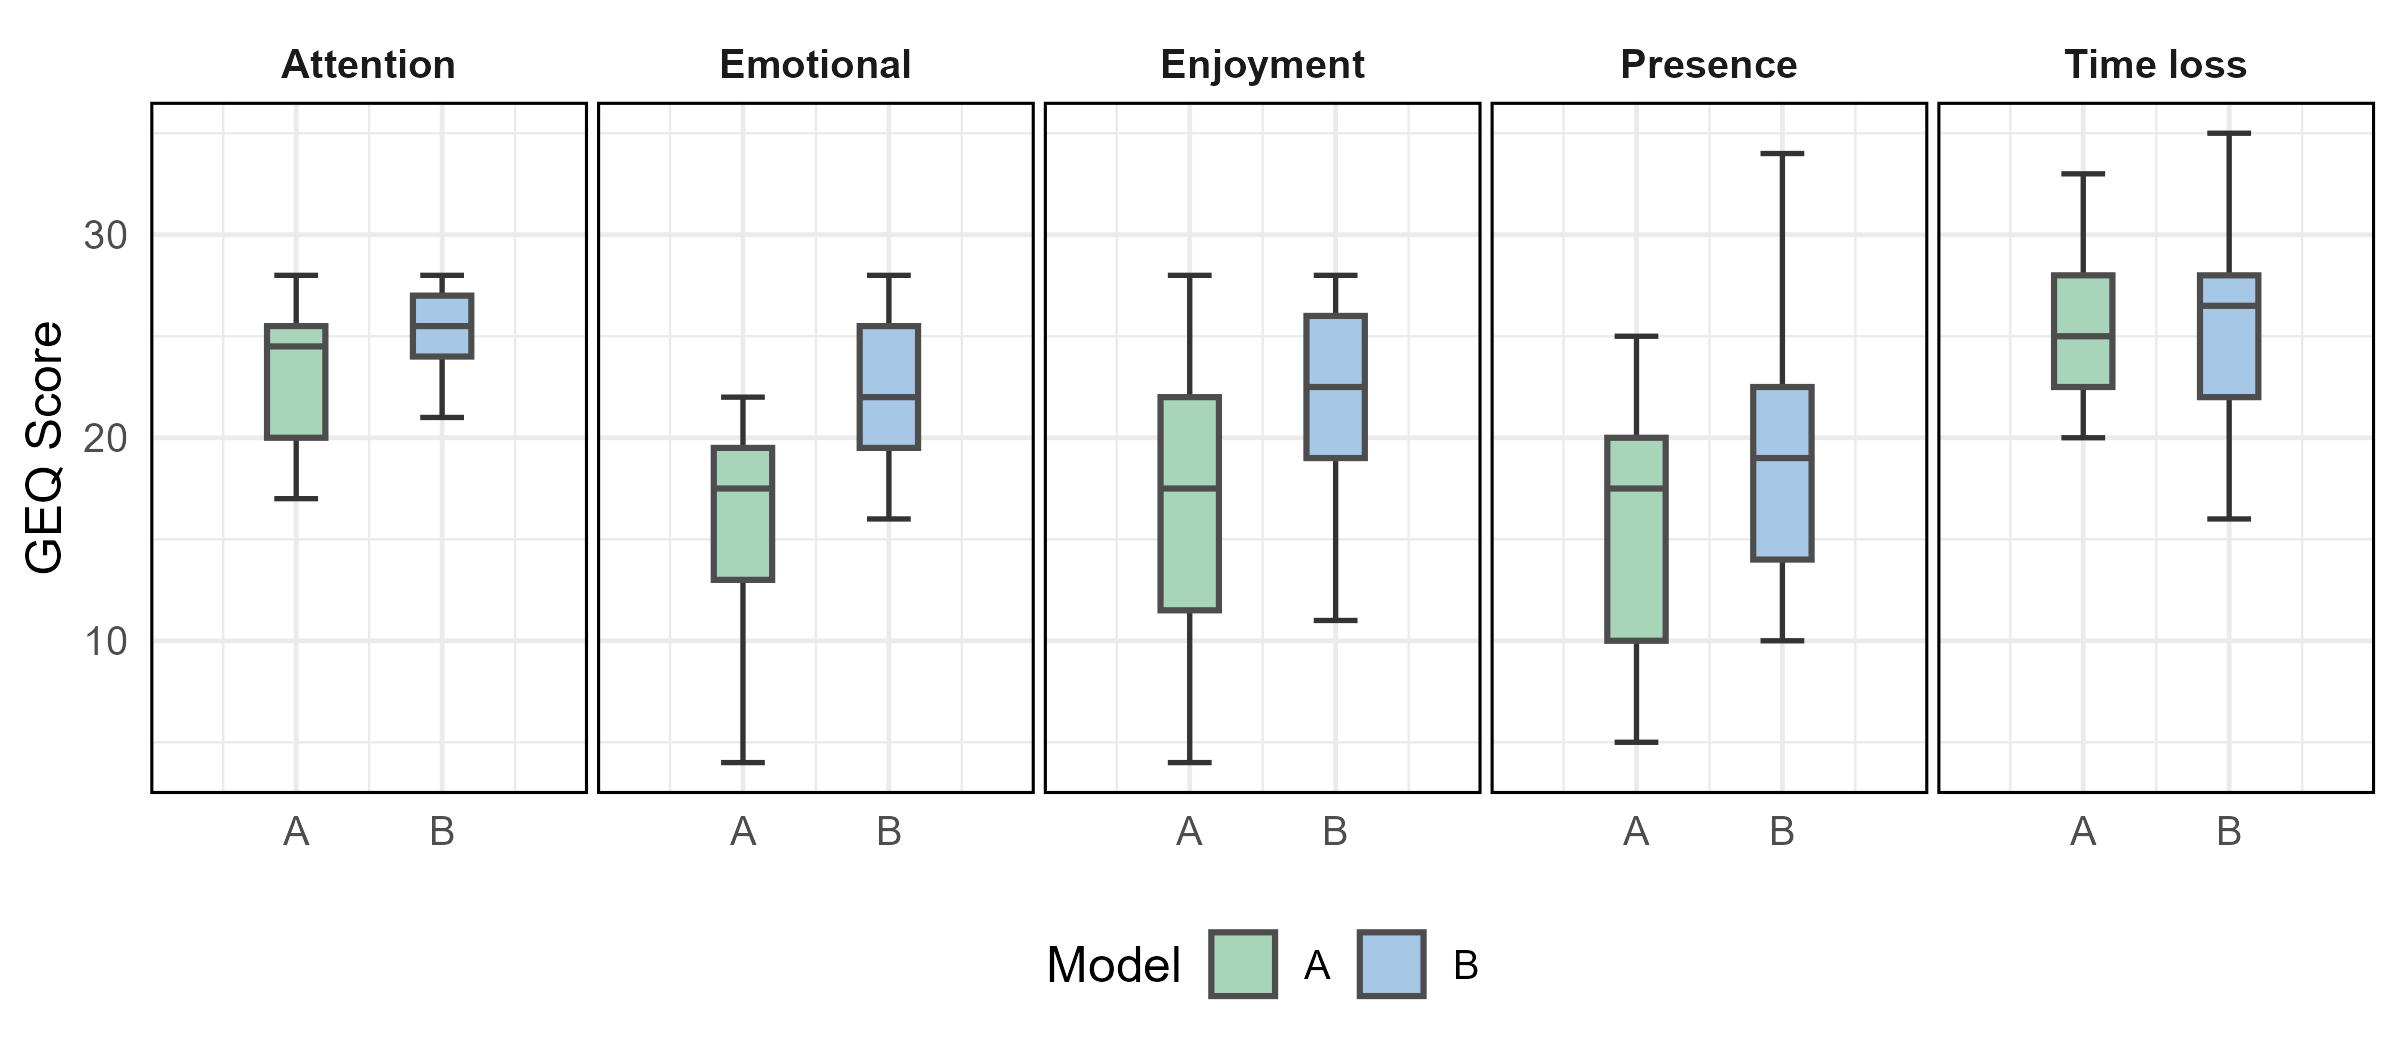 Attention Emotional Enjoyment Presence Time loss
GEQ Score
30
20
10
A B A B A B A B A B
Model A B